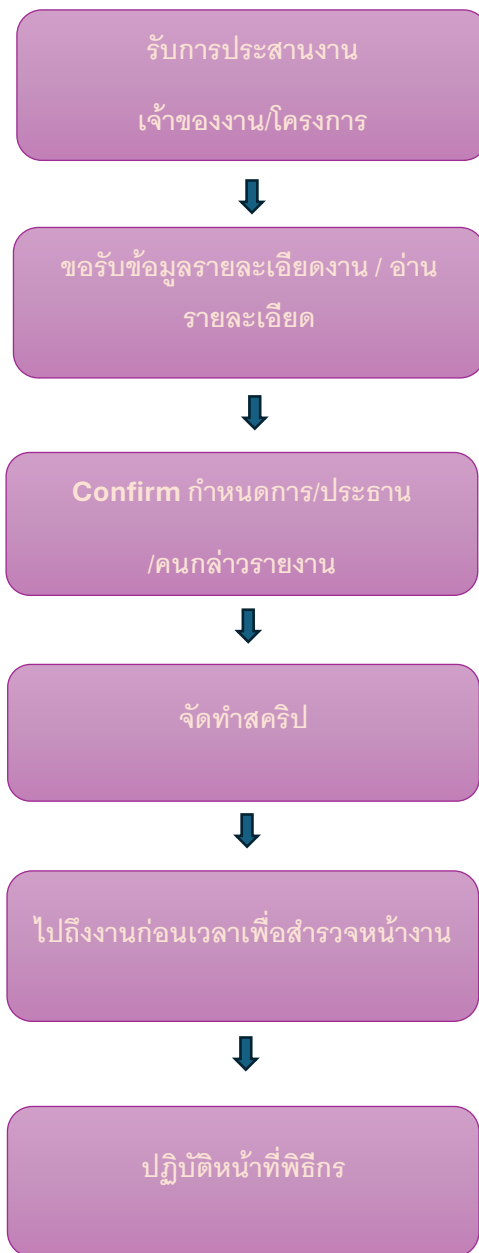 รับการประสานงาน
เจ้าของงาน/โครงการ
ขอรับข้อมูลรายละเอียดงาน / อ่าน
รายละเอียด
Confirm กำหนดการ/ประธาน
/คนกล่าวรายงาน
จัดทำสคริป
ไปถึงงานก่อนเวลาเพื่อสำรวจหน้างาน
ปฏิบัติหน้าที่พิธีกร